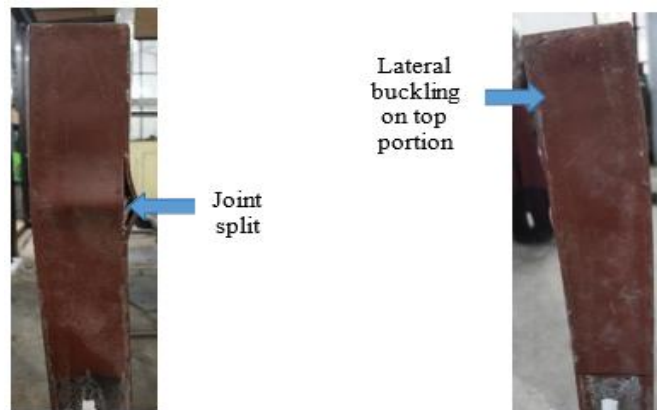 Joint
split
Lateral
buckling
on top
portion